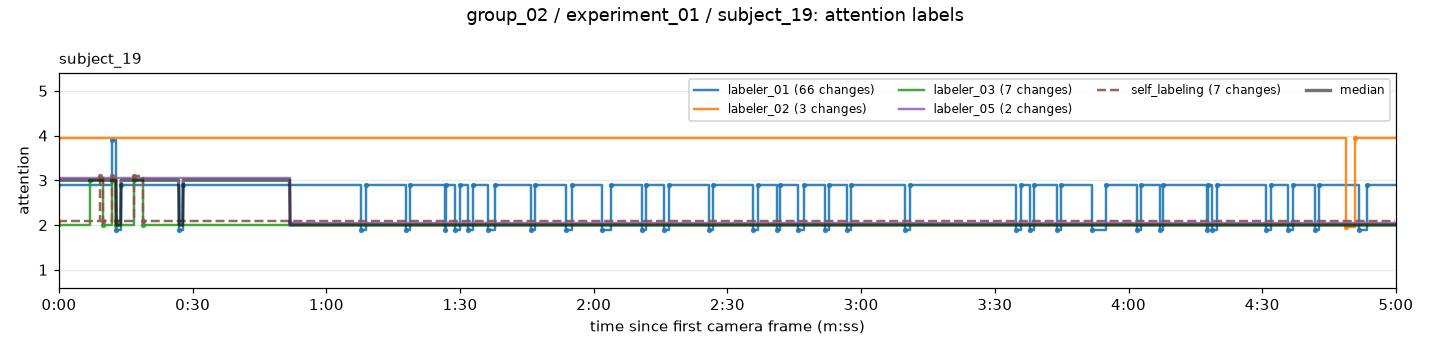 group_02 / experiment_01 / subject_19: attention labels
subject_19
labeler_01 (66 changes)
labeler_02 (3 changes)
labeler_03 (7 changes)
labeler_05 (2 changes)
self_labeling (7 changes)
median
attention
5
4
3
2
1
0:00 0:30 1:00 1:30 2:00 2:30 3:00 3:30 4:00 4:30 5:00
time since first camera frame (m:ss)